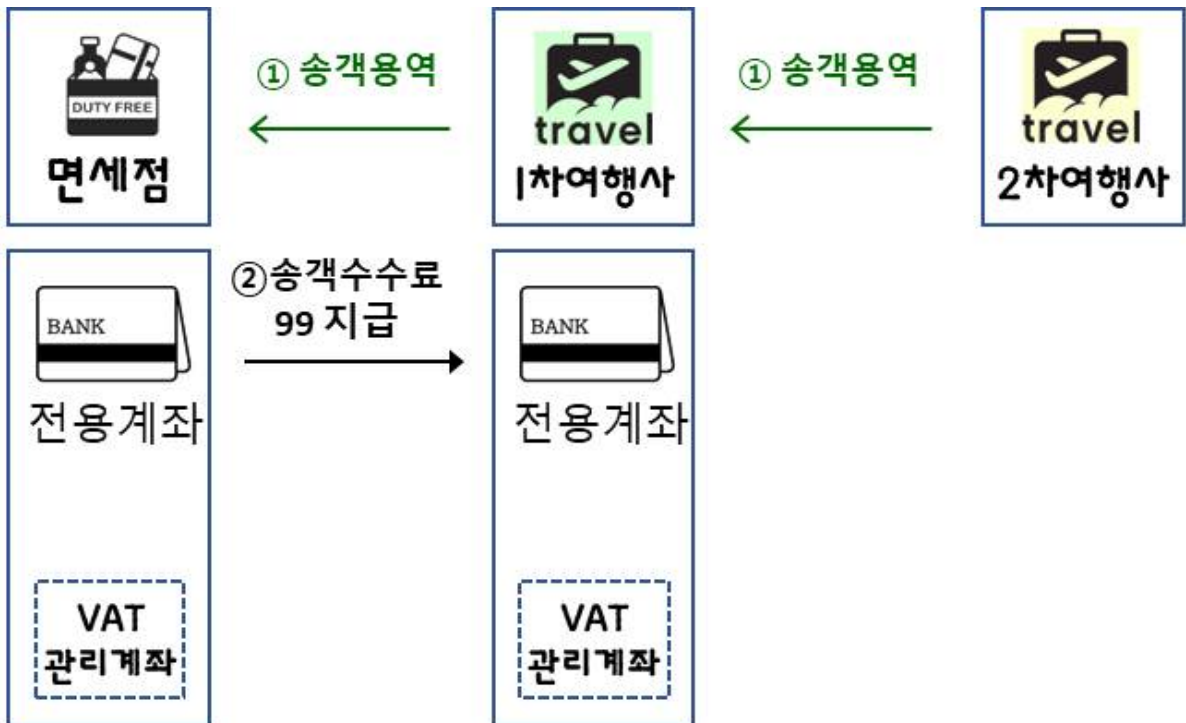 ① 송객용역
① 송객용역
DUTY FREE
travel
travel
면세점
1차여행사
2차여행사
②송객수수료
99 지급
BANK
BANK
전용계좌
전용계좌
VAT
관리계좌
VAT
관리계좌